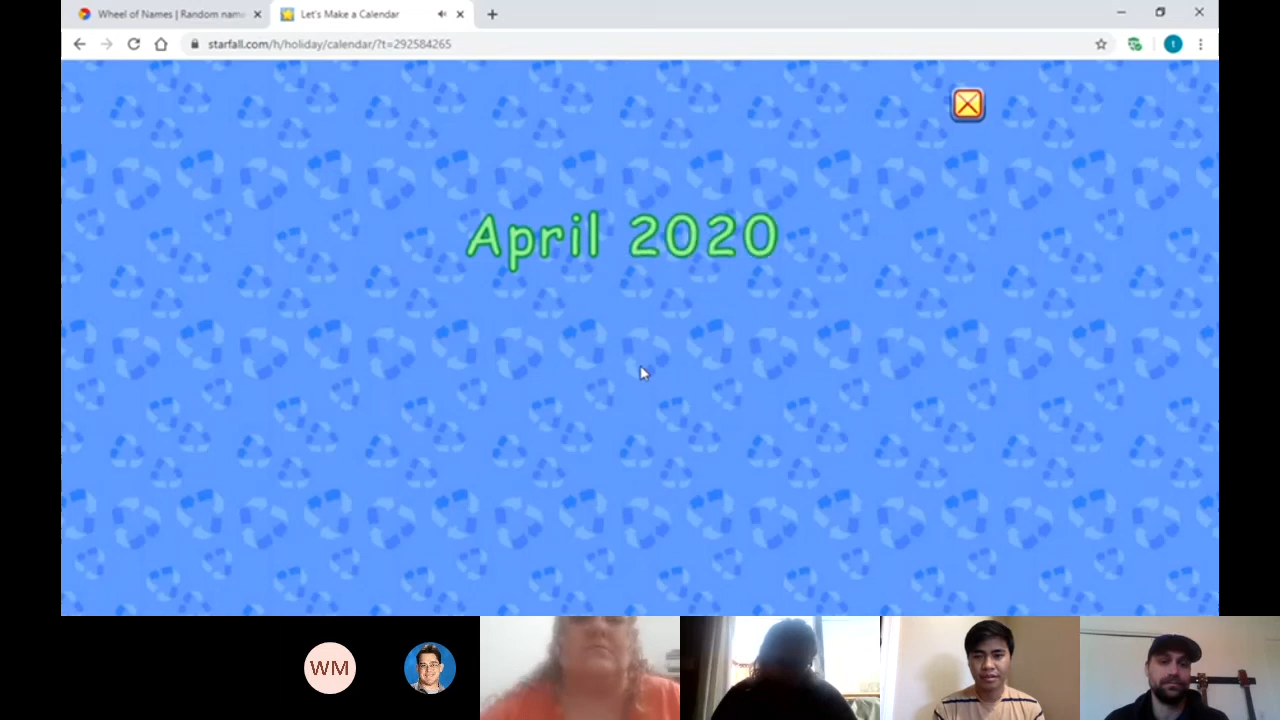 Wheel of Names | Random name
Let's Make a Calendar
starfall.com/h/holiday/calendar/?t=292584265
t
April 2020
WM